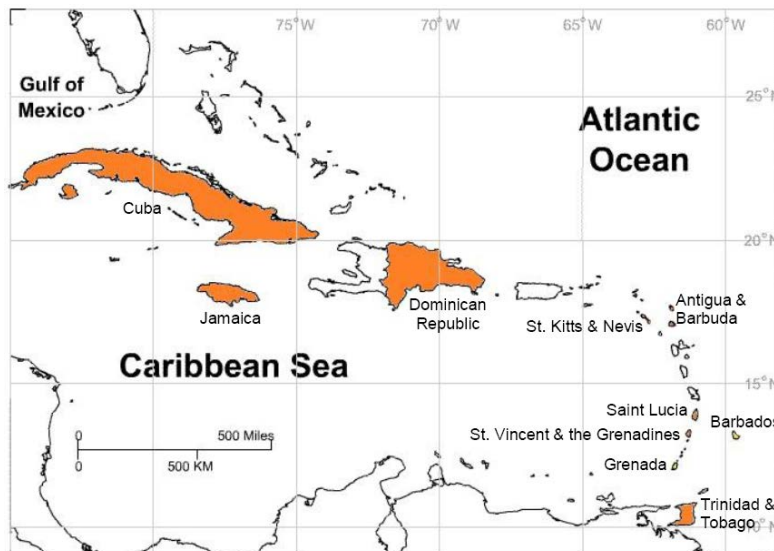 75°W
70°W
65°W
60°W
Gulf of
Mexico
25°N
Atlantic
Ocean
Cuba
20°N
Jamaica
Dominican
Republic
St. Kitts & Nevis
Antigua &
Barbuda
Caribbean Sea
15°N
Saint Lucia
Barbados
St. Vincent & the Grenadines
0
500 Miles
0
500 KM
Grenada
Trinidad &
Tobago
10°N